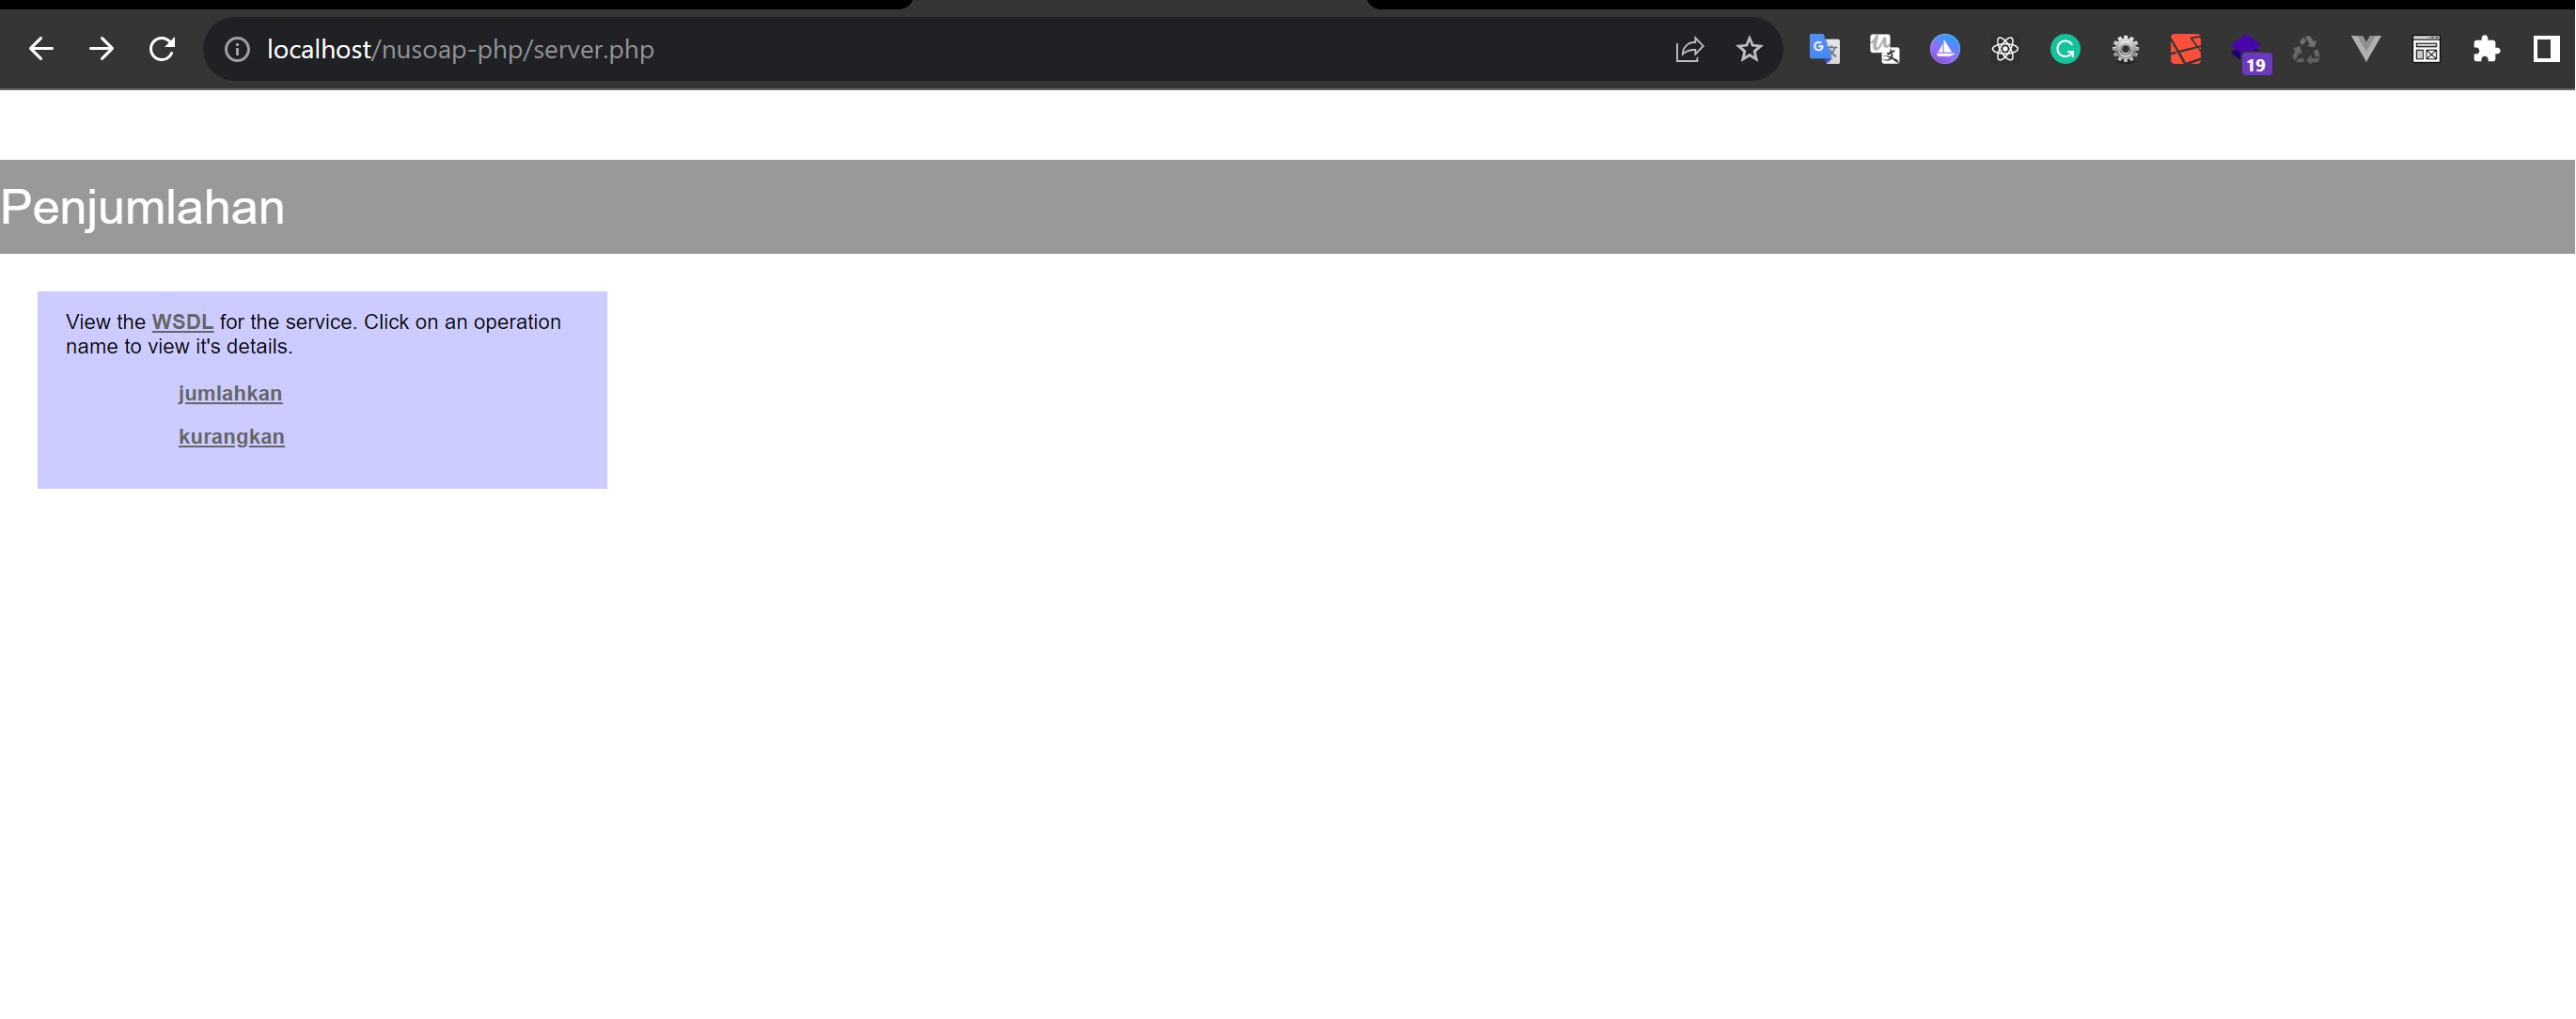 localhost/nusoap-php/server.php
19
Penjumlahan
View the WSDL for the service. Click on an operation
name to view it's details.
jumlahkan
kurangkan